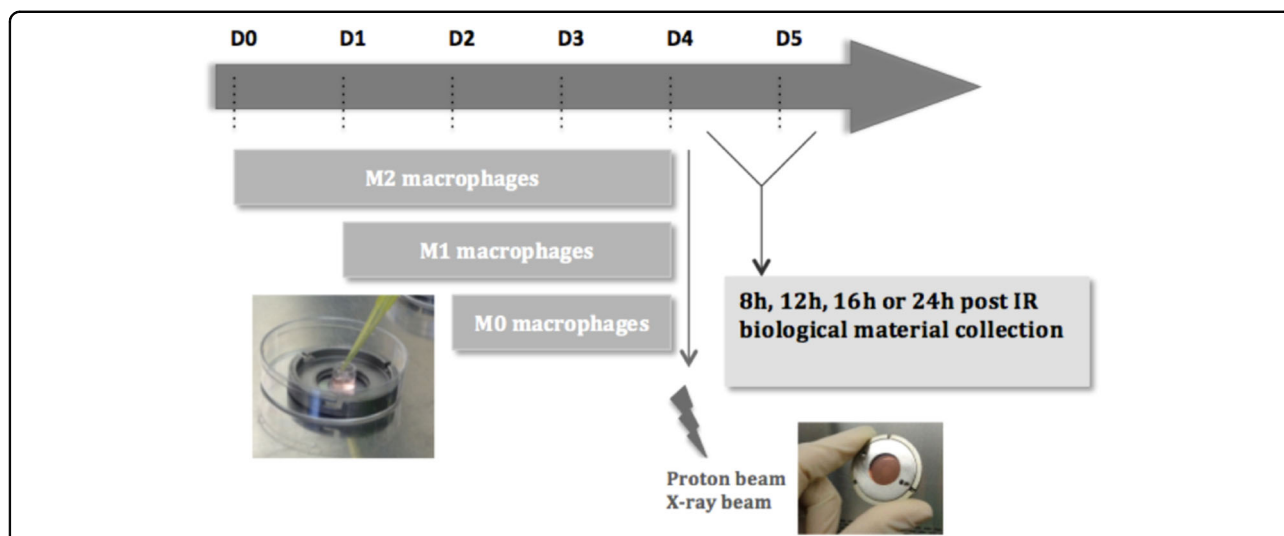 D0 D1 D2 D3 D4 D5
M2 macrophages
M1 macrophages
M0 macrophages
8h, 12h, 16h or 24h post IR
biological material collection
Proton beam
X-ray beam